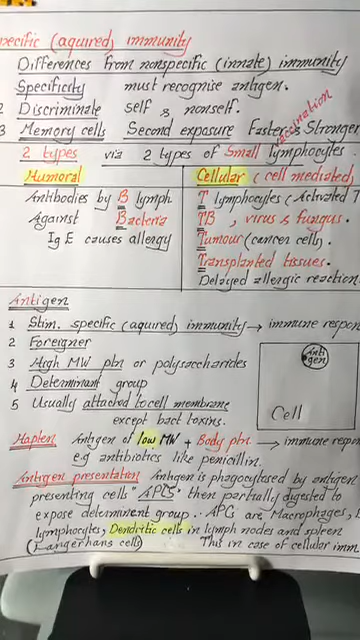 pecific (aquired) immunity
Differences from nonspecific (innate) immunity
Specificity must recognise antigen.
2 Discriminate self & nonself.
3 Memory cells Second exposure Faster & Stronger
vaccination
2 types via 2 types of Small lymphocytes.
Humoral
Antibodies by B lymph
Against Bacteria
Ig E causes allergy
Cellular (cell mediated)
T lymphocytes (Activated T
TB, virus & fungus.
Tumour (cancer cells).
Transplanted tissues.
Delayed allergic reaction
Antigen
1 Stim. specific (aquired) immunity → immune respon
2 Foreigner
3 High MW ptn or polysaccharides
4 Determinant group
5 Usually attached to cell membrane
except bact toxins.
Anti
gen
Cell
Hapten Antigen of low MW + Body ptn. → immune respon
e.g antibiotics like penicillin.
Antigen presentation Antigen is phagocytised by antigen
presenting cells "APCs" then partially digested to
expose determinent group. APC are Macrophages,
lymphocytes, Dendritic cells in lymph nodes and spleen
(Langerhans cells) This in case of cellular imm